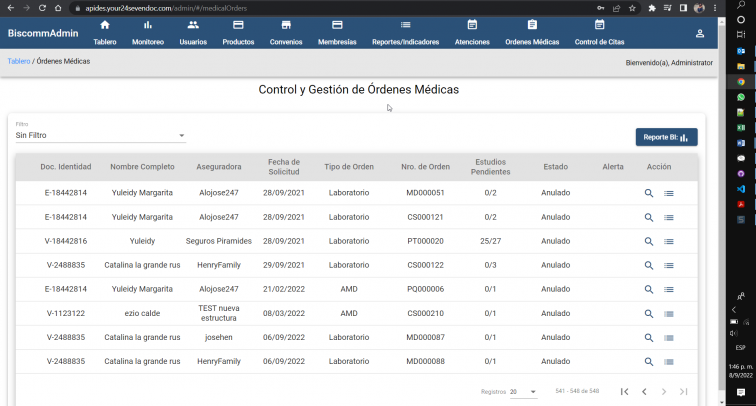 apides.your24sevendoc.com/admin/#/medicalOrders
BiscommAdmin
Tablero Monitoreo Usuarios Productos Convenios Membresías Reportes/Indicadores Atenciones Ordenes Médicas Control de Citas
Tablero / Órdenes Médicas
Bienvenido(a), Administrator
Control y Gestión de Órdenes Médicas
Filtro
Sin Filtro
Reporte BI:
Doc. Identidad Nombre Completo Aseguradora Fecha de Solicitud Tipo de Orden Nro. de Orden Estudios Pendientes Estado Alerta Acción
E-18442814 Yuleidy Margarita Alojose247 28/09/2021 Laboratorio MD000051 0/2 Anulado
E-18442814 Yuleidy Margarita Alojose247 28/09/2021 Laboratorio CS000121 0/2 Anulado
V-18442816 Yuleidy Seguros Piramides 28/09/2021 Laboratorio PT000020 25/27 Anulado
V-2488835 Catalina la grande rus HenryFamily 29/09/2021 Laboratorio CS000122 0/3 Anulado
E-18442814 Yuleidy Margarita Alojose247 21/02/2022 AMD PQ000006 0/1 Anulado
V-1123122 ezio calde TEST nueva estructura 08/03/2022 AMD CS000210 0/1 Anulado
V-2488835 Catalina la grande rus josehen 06/09/2022 Laboratorio MD000087 0/1 Anulado
V-2488835 Catalina la grande rus HenryFamily 06/09/2022 Laboratorio MD000088 0/1 Anulado
Registros 20 541 - 548 de 548
ESP
1:46 p. m.
8/9/2022